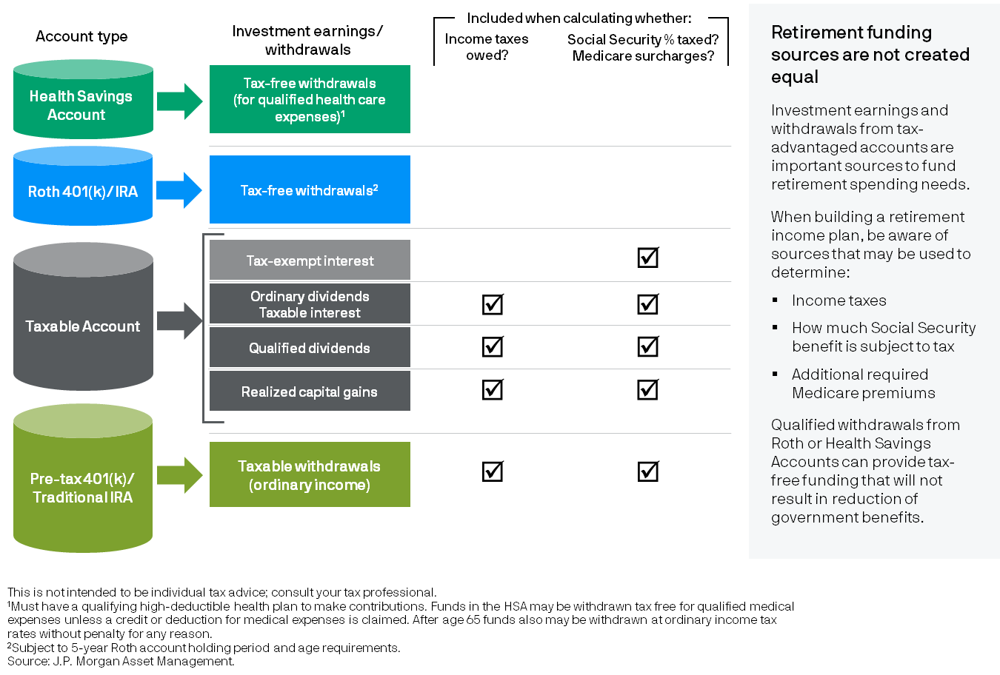 Account type
Investment earnings/
withdrawals
Included when calculating whether:
Income taxes
owed?
Social Security % taxed?
Medicare surcharges?
Health Savings
Account
Tax-free withdrawals
(for qualified health care
expenses)¹
Roth 401(k)/IRA
Tax-free withdrawals²
Taxable Account
Tax-exempt interest
Ordinary dividends
Taxable interest
Qualified dividends
Realized capital gains
Pre-tax 401(k)/
Traditional IRA
Taxable withdrawals
(ordinary income)
Retirement funding
sources are not created
equal
Investment earnings and
withdrawals from tax-
advantaged accounts are
important sources to fund
retirement spending needs.
When building a retirement
income plan, be aware of
sources that may be used to
determine:
▪ Income taxes
▪ How much Social Security
benefit is subject to tax
▪ Additional required
Medicare premiums
Qualified withdrawals from
Roth or Health Savings
Accounts can provide tax-
free funding that will not
result in reduction of
government benefits.
This is not intended to be individual tax advice; consult your tax professional.
¹Must have a qualifying high-deductible health plan to make contributions. Funds in the HSA may be withdrawn tax free for qualified medical
expenses unless a credit or deduction for medical expenses is claimed. After age 65 funds also may be withdrawn at ordinary income tax
rates without penalty for any reason.
²Subject to 5-year Roth account holding period and age requirements.
Source: J.P. Morgan Asset Management.